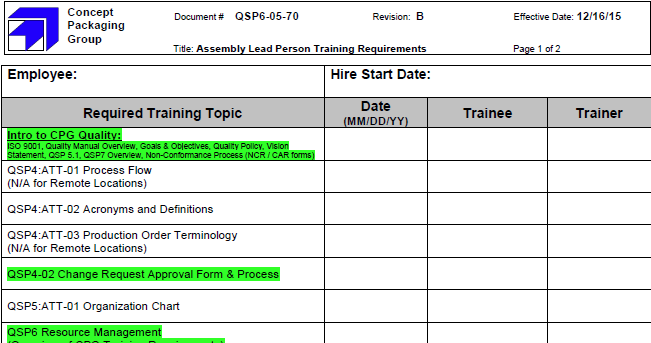 Concept
Packaging
Group
Document # QSP6-05-70 Revision: B Effective Date: 12/16/15
Title: Assembly Lead Person Training Requirements Page 1 of 2
Employee: Hire Start Date:
Required Training Topic Date (MM/DD/YY) Trainee Trainer
Intro to CPG Quality:
ISO 9001, Quality Manual Overview, Goals & Objectives, Quality Policy, Vision
Statement, QSP 5.1, QSP7 Overview, Non-Conformance Process (NCR / CAR forms)
QSP4:ATT-01 Process Flow
(N/A for Remote Locations)
QSP4:ATT-02 Acronyms and Definitions
QSP4:ATT-03 Production Order Terminology
(N/A for Remote Locations)
QSP4-02 Change Request Approval Form & Process
QSP5:ATT-01 Organization Chart
QSP6 Resource Management